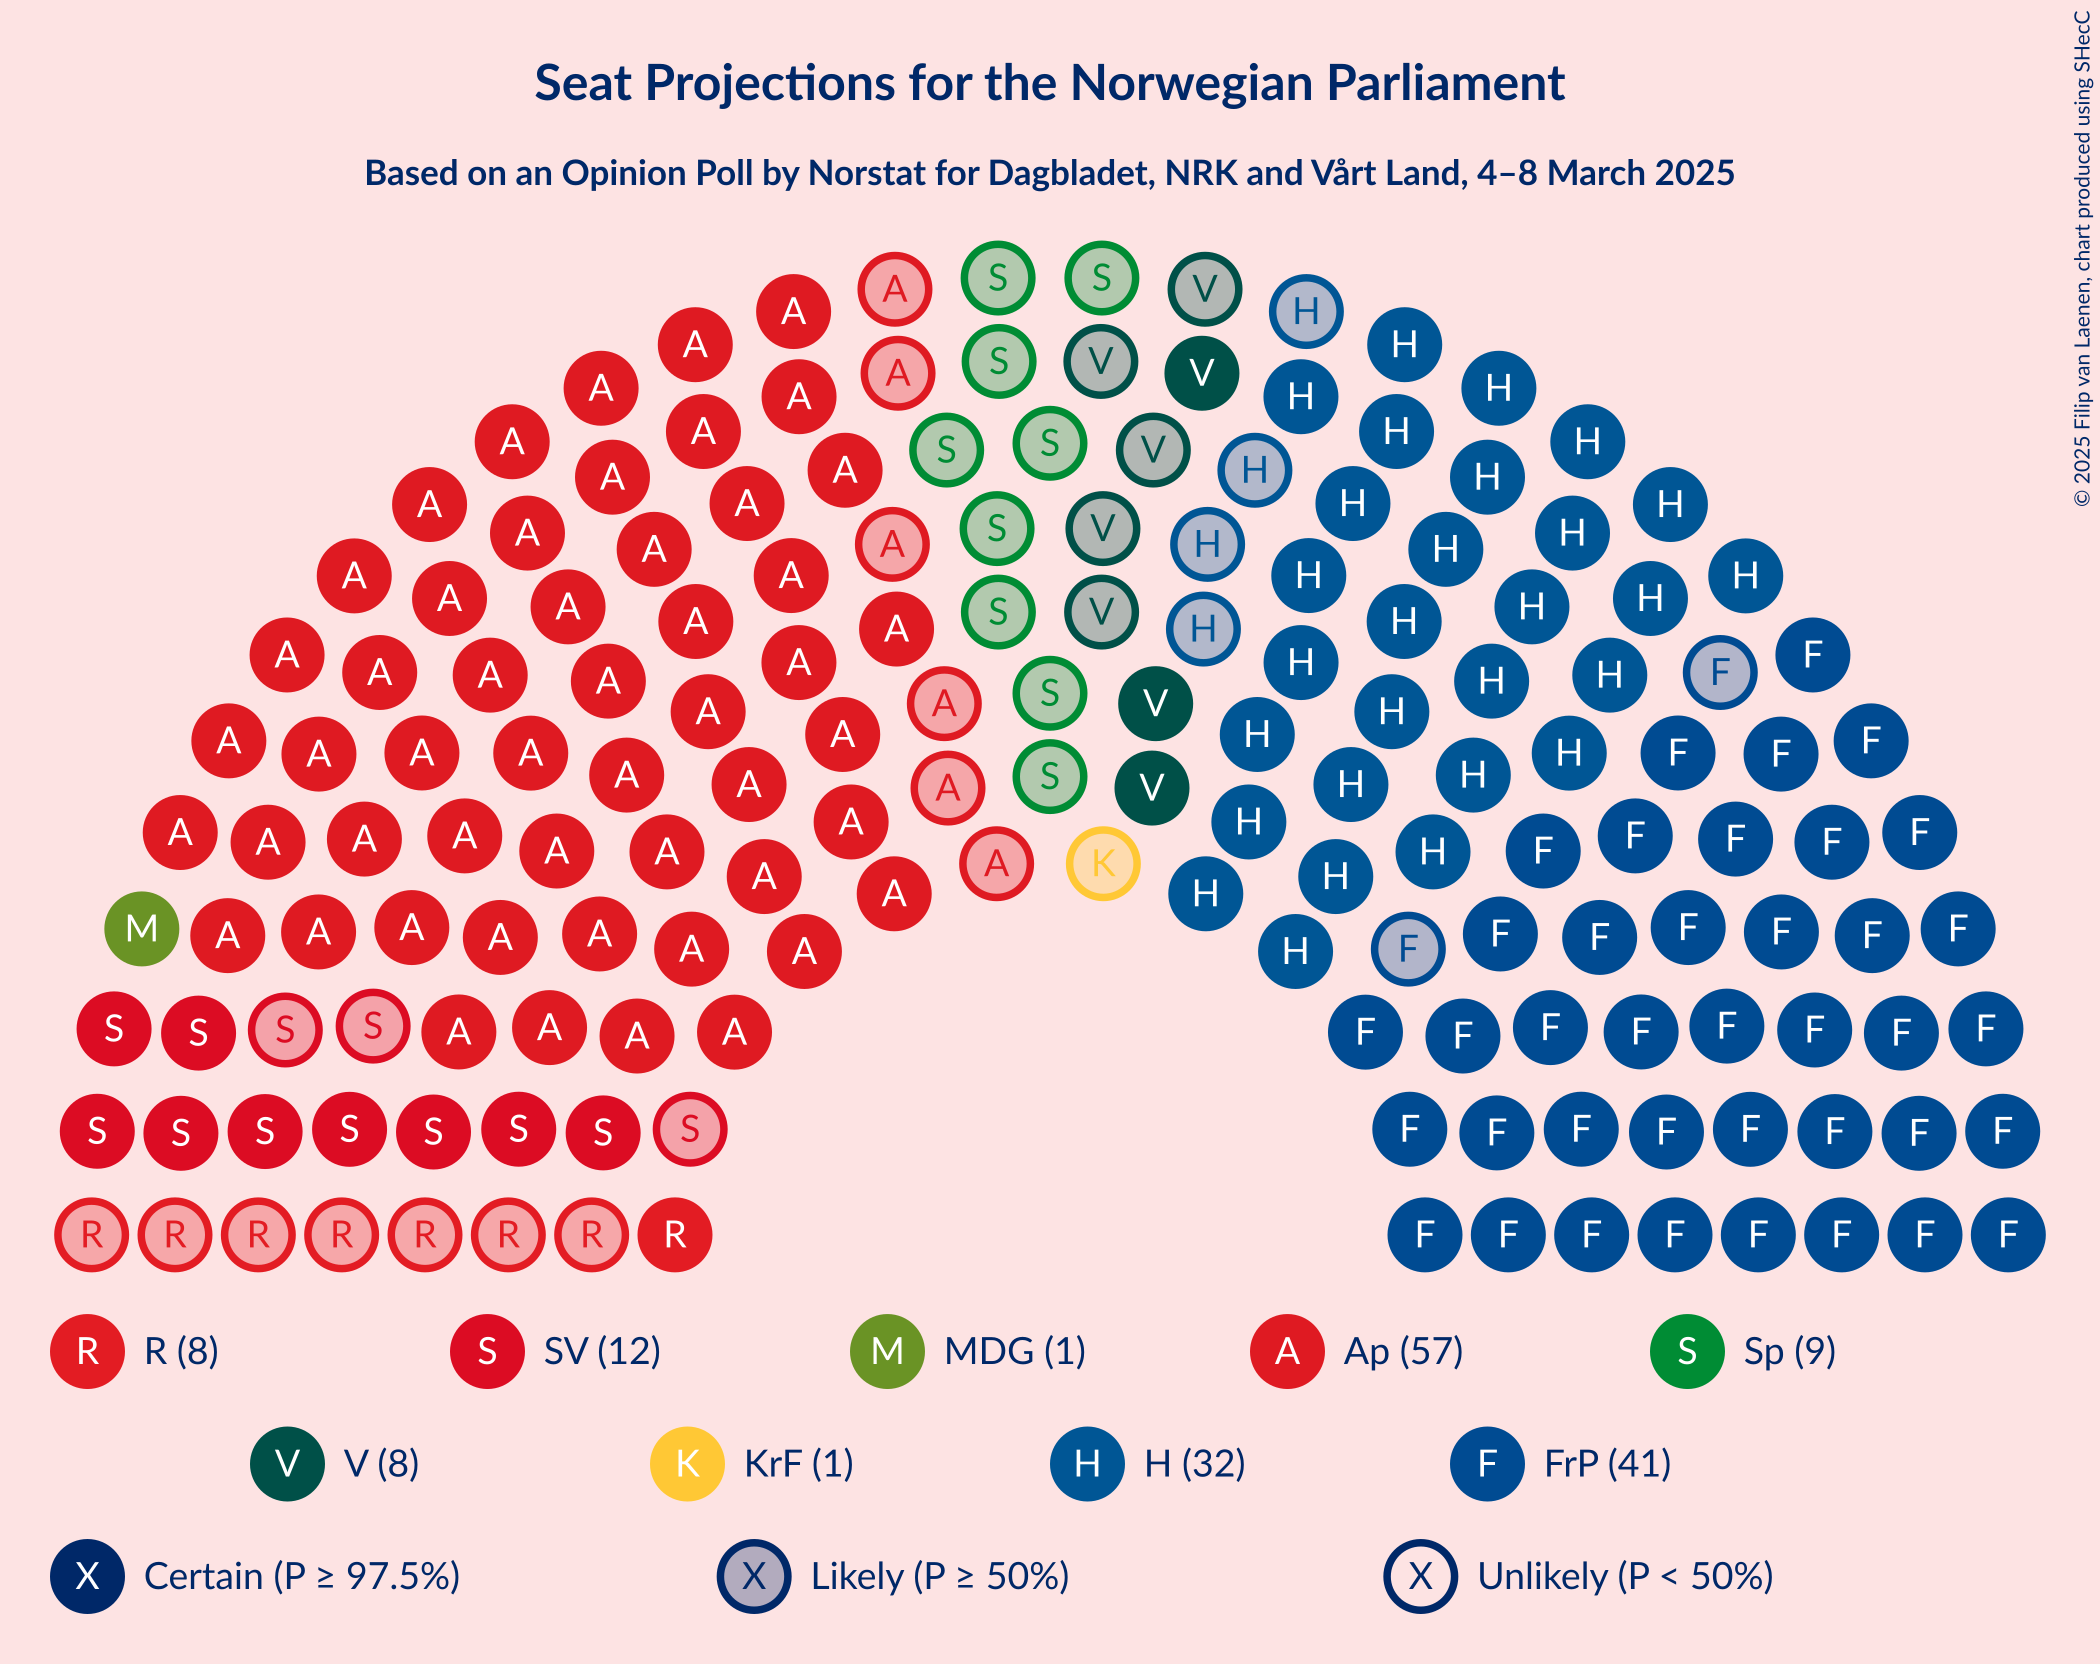 Seat Projections for the Norwegian Parliament
Based on an Opinion Poll by Norstat for Dagbladet, NRK and Vårt Land, 4–8 March 2025
© 2025 Filip van Laenen, chart produced using SHecC
A A S S V H
A A A A S V V H H H
A A A A S S V H H H H
A A A A A S V H H H H H
A A A A A A S V H H H H H H
A A A A A A A S V H H H H F F
A A A A A A A A S V H H H H F F F
A A A A A A A A A K H H H F F F F F
M A A A A A A A A H H F F F F F F F
S S S S A A A A F F F F F F F F
S S S S S S S S F F F F F F F F
R R R R R R R R F F F F F F F F
R R (8) S SV (12) M MDG (1) A Ap (57) S Sp (9)
V V (8) K KrF (1) H H (32) F FrP (41)
X Certain (P ≥ 97.5%) X Likely (P ≥ 50%) X Unlikely (P < 50%)